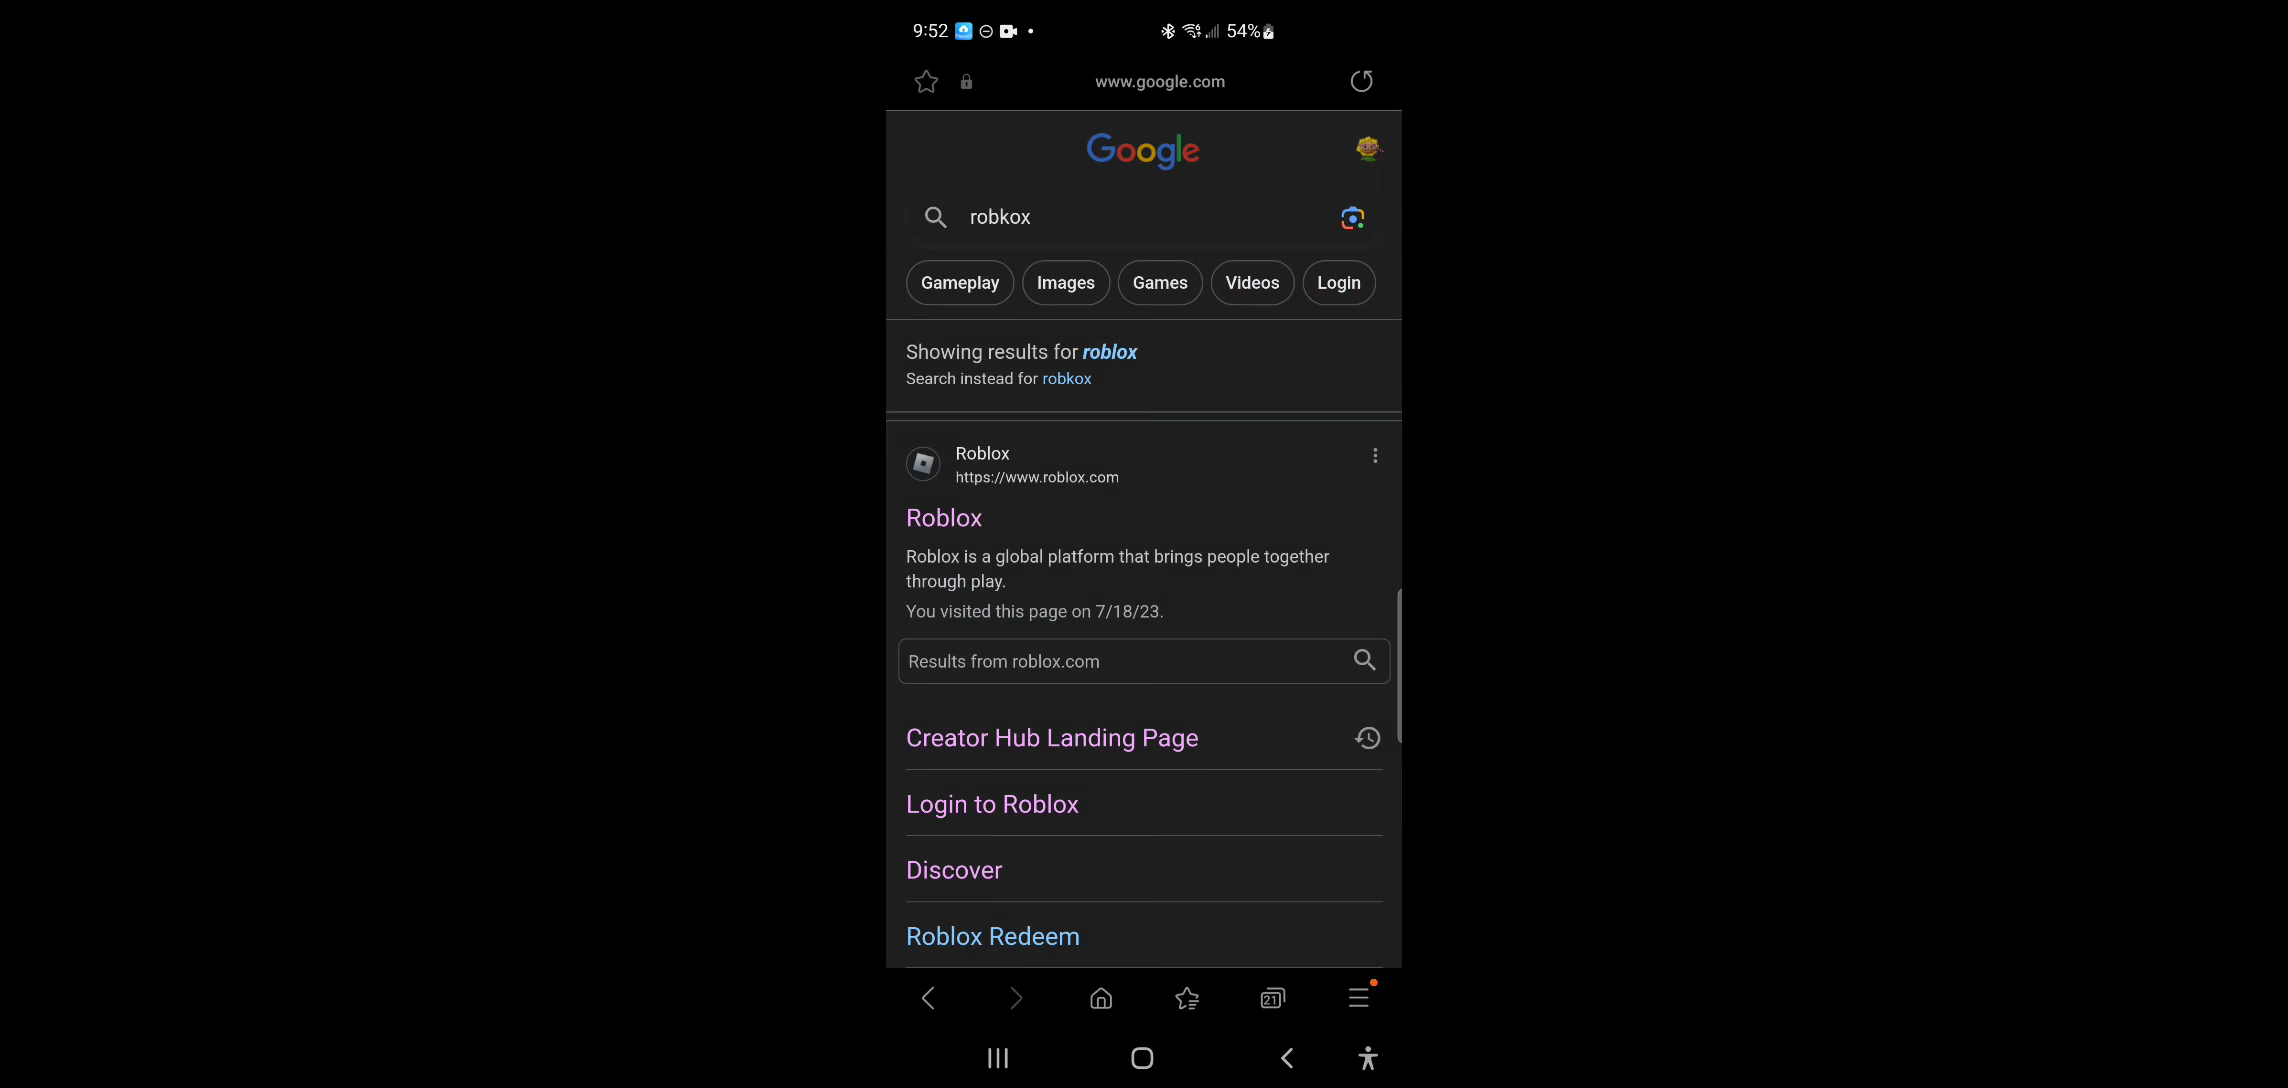 9:52 54%
www.google.com
Google
robkox
Gameplay Images Games Videos Login
Showing results for roblox
Search instead for robkox
Roblox
https://www.roblox.com
Roblox
Roblox is a global platform that brings people together
through play.
You visited this page on 7/18/23.
Results from roblox.com
Creator Hub Landing Page
Login to Roblox
Discover
Roblox Redeem
21